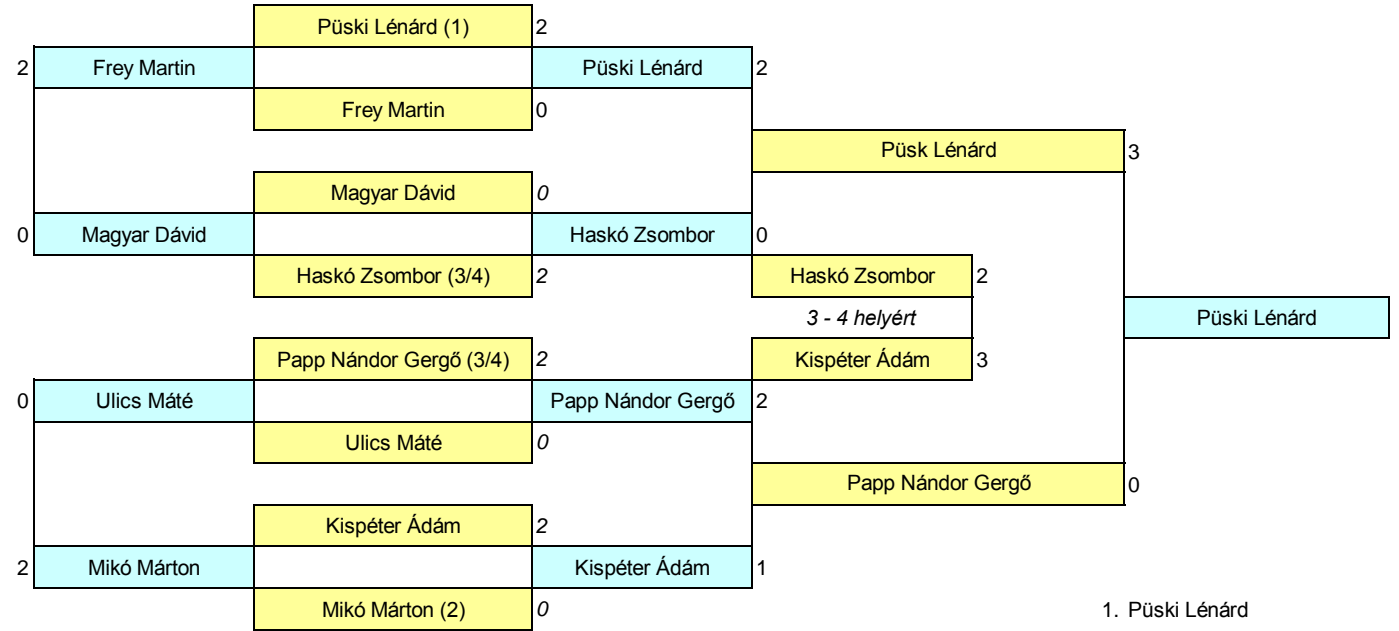 Püski Lénárd (1) 2
2 Frey Martin Püski Lénárd 2
Frey Martin 0
Püsk Lénárd 3
Magyar Dávid 0
0 Magyar Dávid Haskó Zsombor 0
Haskó Zsombor (3/4) 2 Haskó Zsombor 2
3 - 4 helyért Püski Lénárd
Papp Nándor Gergő (3/4) 2 Kispéter Ádám 3
0 Ulics Máté Papp Nándor Gergő 2
Ulics Máté 0
Papp Nándor Gergő 0
Kispéter Ádám 2
2 Mikó Márton Kispéter Ádám 1
Mikó Márton (2) 0 1. Püski Lénárd